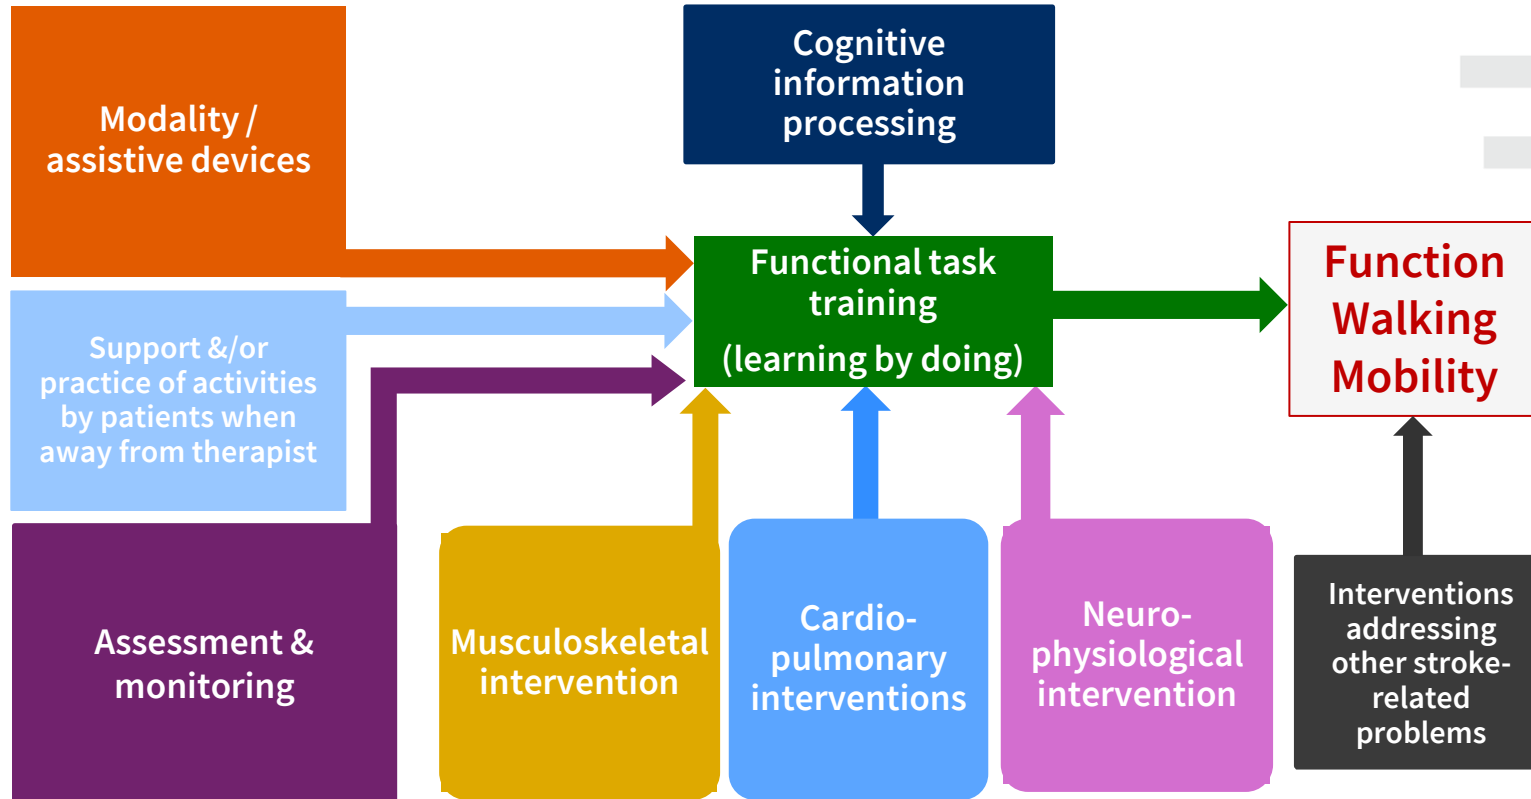 Modality /
assistive devices
Cognitive
information
processing
Functional task
training
(learning by doing)
Function
Walking
Mobility
Support &/or
practice of activities
by patients when
away from therapist
Assessment &
monitoring
Musculoskeletal
intervention
Cardio-
pulmonary
interventions
Neuro-
physiological
intervention
Interventions
addressing
other stroke-
related
problems